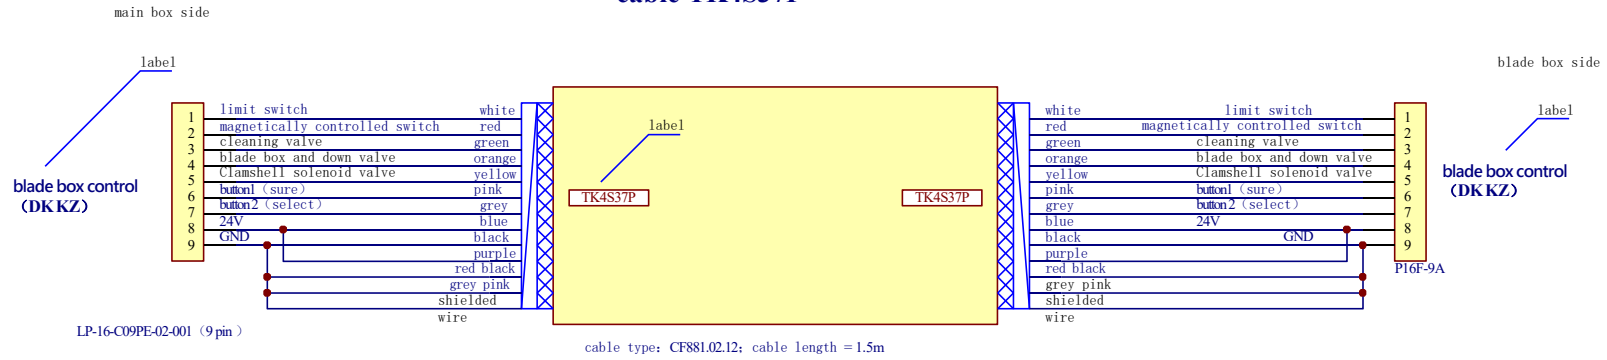 cable TK4S37P
main box side
label
blade box side
label
blade box control
（DKKZ）
blade box control
（DKKZ）
1 limit switch white
2 magnetically controlled switch red
3 cleaning valve green
4 blade box and down valve orange
5 Clamshell solenoid valve yellow
6 button1（sure） pink
7 button2（select） grey
8 24V blue
9 GND black
purple
red black
grey pink
shielded
wire
label
TK4S37P
TK4S37P
white limit switch 1
red magnetically controlled switch 2
green cleaning valve 3
orange blade box and down valve 4
yellow Clamshell solenoid valve 5
pink button1（sure） 6
grey button2（select） 7
blue 24V 8
black GND 9
purple
red black
grey pink
shielded
wire
P16F-9A
LP-16-C09PE-02-001（9 pin ）
cable type：CF881.02.12；cable length = 1.5m